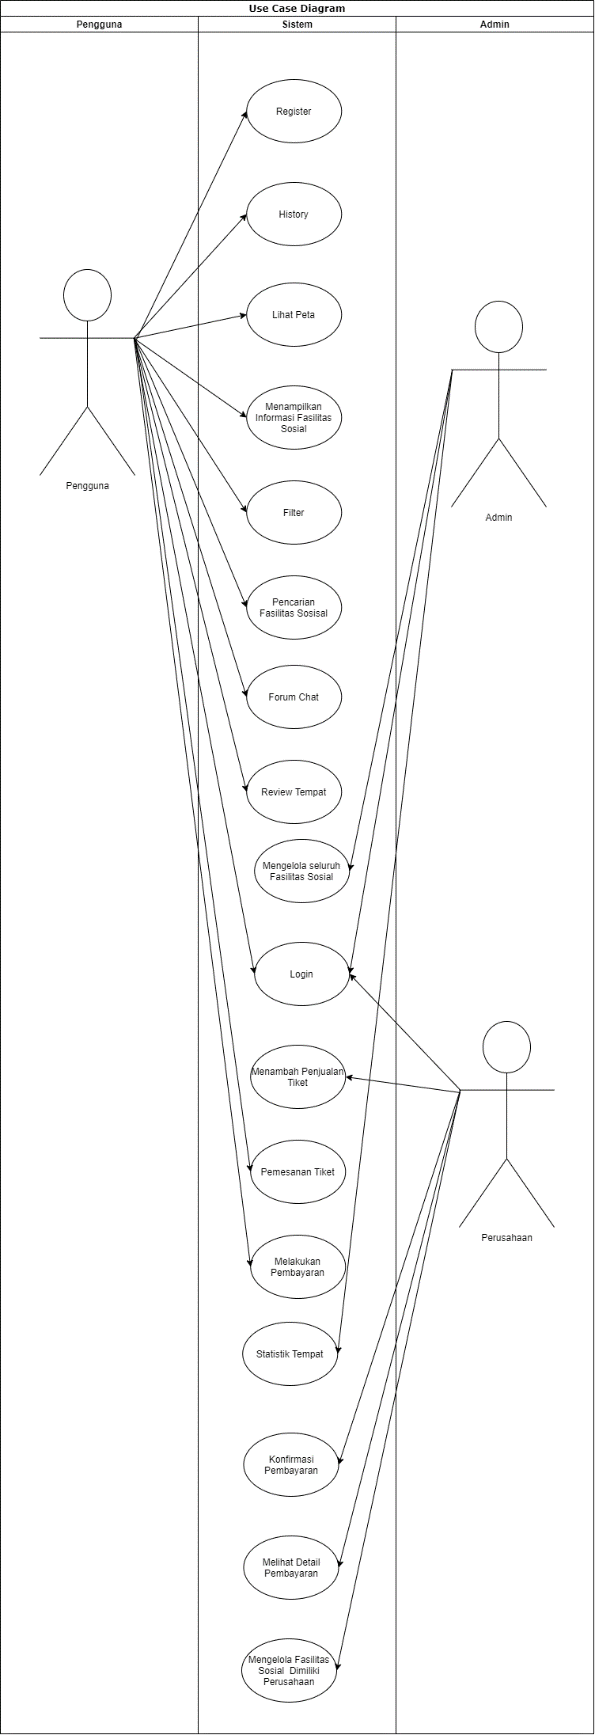 Use Case Diagram
Pengguna
Sistem
Admin
Register
History
Lihat Peta
Menampilkan
Informasi Fasilitas
Sosial
Filter
Pengguna
Admin
Pencarian
Fasilitas Sosisal
Forum Chat
Review Tempat
Mengelola seluruh
Fasilitas Sosial
Login
Menambah Penjualan
Tiket
Pemesanan Tiket
Perusahaan
Melakukan
Pembayaran
Statistik Tempat
Konfirmasi
Pembayaran
Melihat Detail
Pembayaran
Mengelola Fasilitas
Sosial Dimiliki
Perusahaan